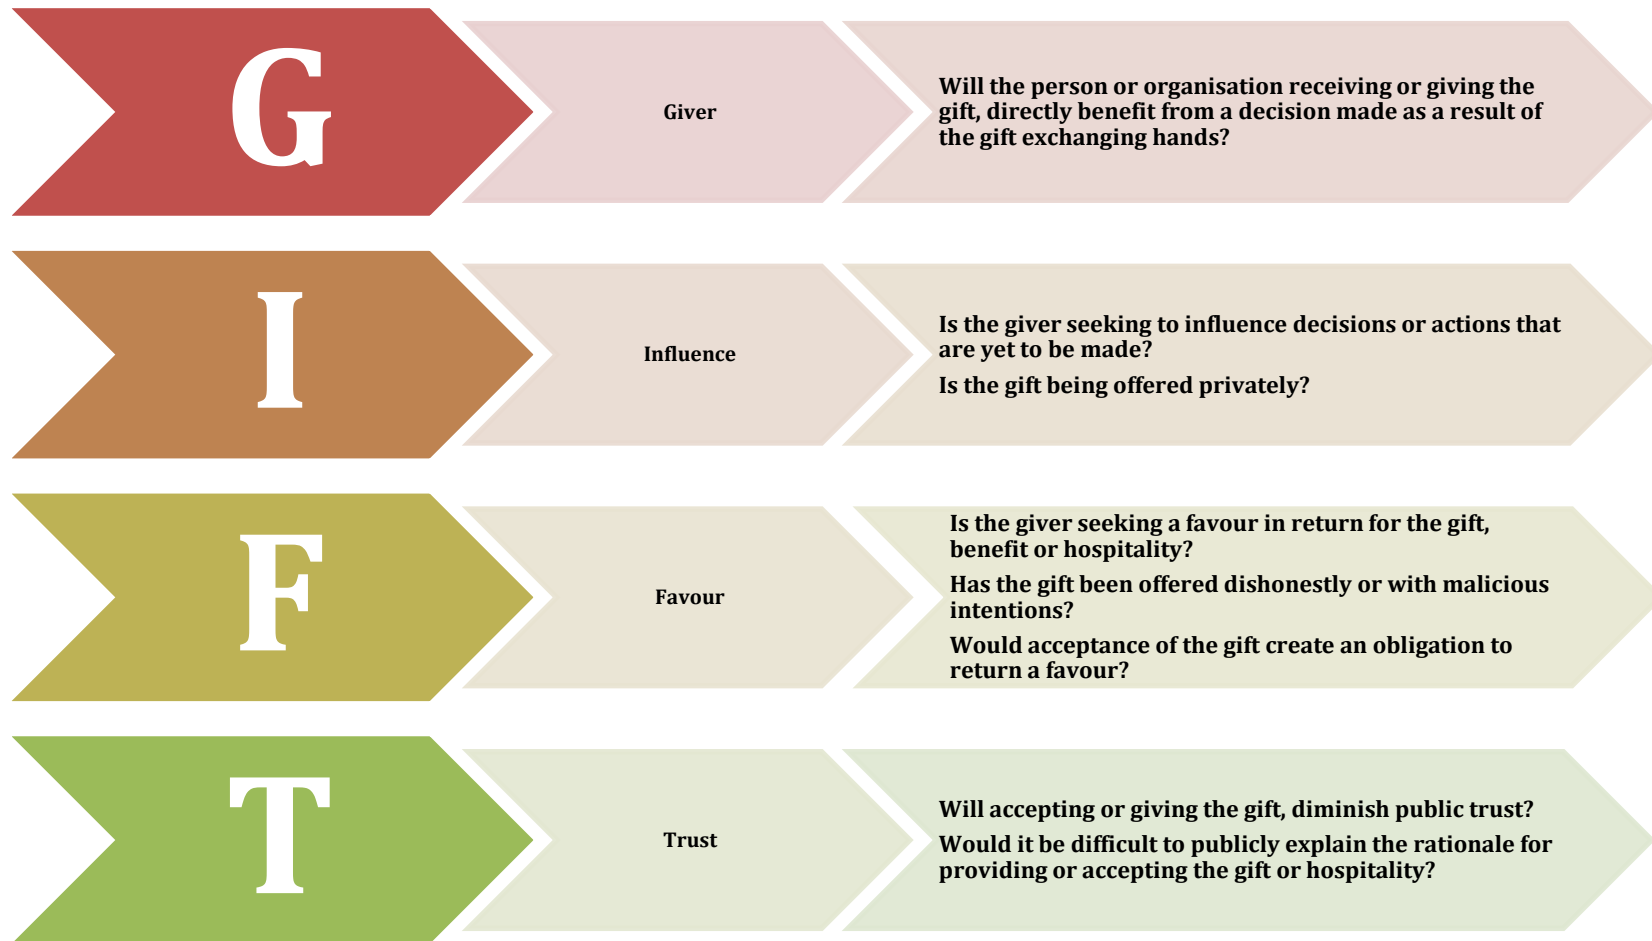 G
Giver
Will the person or organisation receiving or giving the
gift, directly benefit from a decision made as a result of
the gift exchanging hands?
I
Influence
Is the giver seeking to influence decisions or actions that
are yet to be made?
Is the gift being offered privately?
F
Favour
Is the giver seeking a favour in return for the gift,
benefit or hospitality?
Has the gift been offered dishonestly or with malicious
intentions?
Would acceptance of the gift create an obligation to
return a favour?
T
Trust
Will accepting or giving the gift, diminish public trust?
Would it be difficult to publicly explain the rationale for
providing or accepting the gift or hospitality?